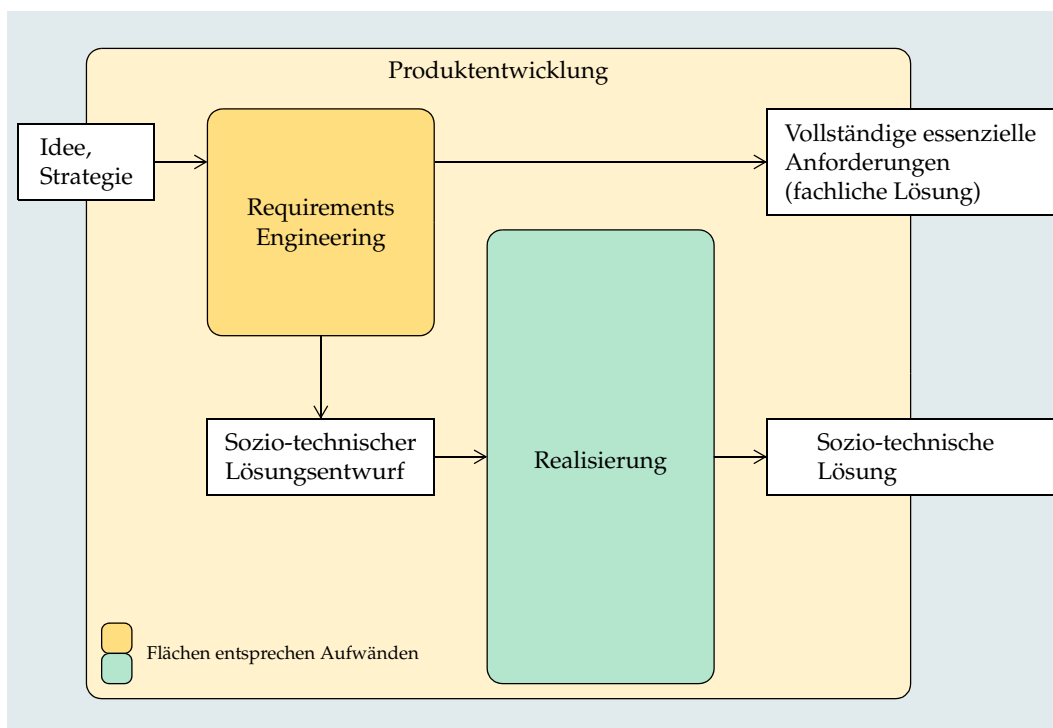 Produktentwicklung
Idee,
Strategie
Requirements
Engineering
Vollständige essenzielle
Anforderungen
(fachliche Lösung)
Sozio-technischer
Lösungsentwurf
Realisierung
Sozio-technische
Lösung
Flächen entsprechen Aufwänden